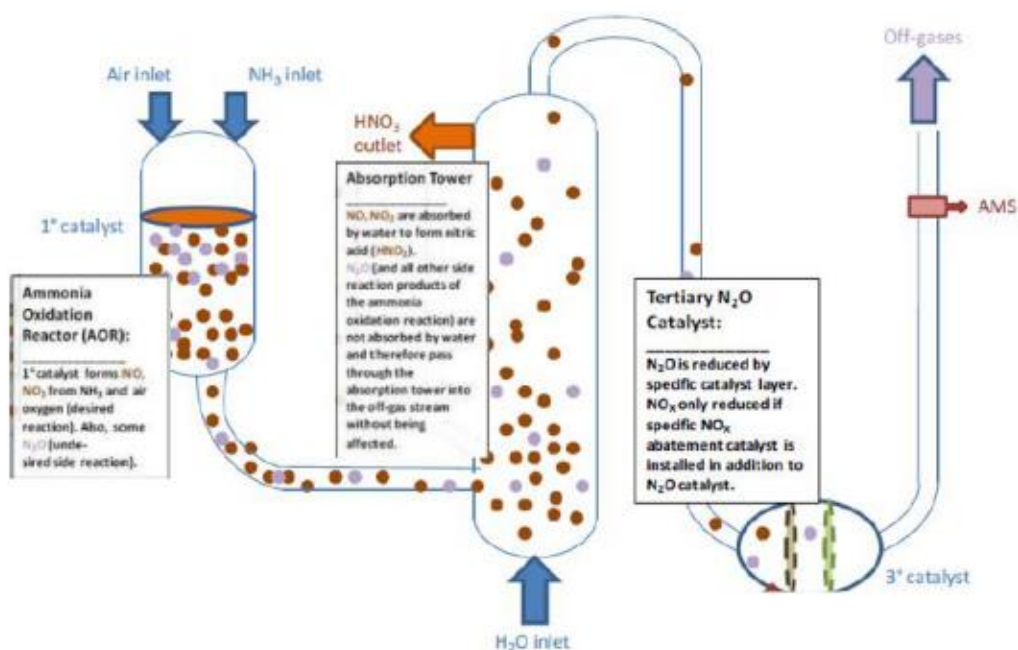 Air inlet
NH₃ inlet
1° catalyst
Ammonia
Oxidation
Reactor (AOR):
1° catalyst forms NO,
NO₂ from NH₃ and air
oxygen (desired
reaction). Also, some
N₂O (unde-
sired side reaction).
HNO₃
outlet
Absorption Tower
NO, NO₂ are absorbed
by water to form nitric
acid (HNO₃).
N₂O (and all other side
reaction products of
the ammonia
oxidation reaction) are
not absorbed by water
and therefore pass
through the
absorption tower into
the off-gas stream
without being
affected.
H₂O inlet
Tertiary N₂O
Catalyst:
N₂O is reduced by
specific catalyst layer.
NOₓ only reduced if
specific NOₓ
abatement catalyst is
installed in addition to
N₂O catalyst.
3° catalyst
Off-gases
AMS